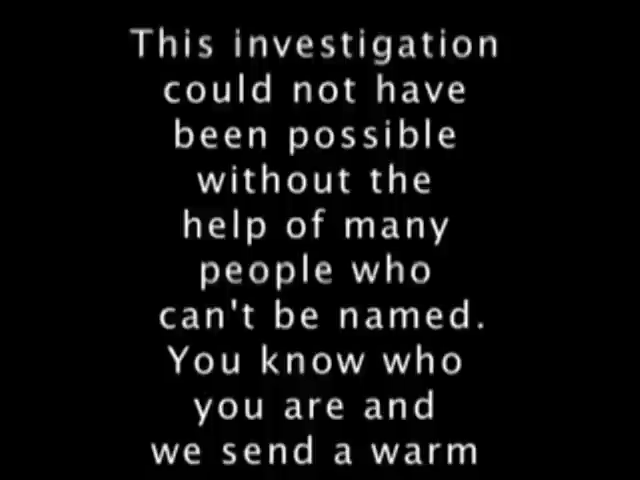 This investigation
could not have
been possible
without the
help of many
people who
can't be named.
You know who
you are and
we send a warm